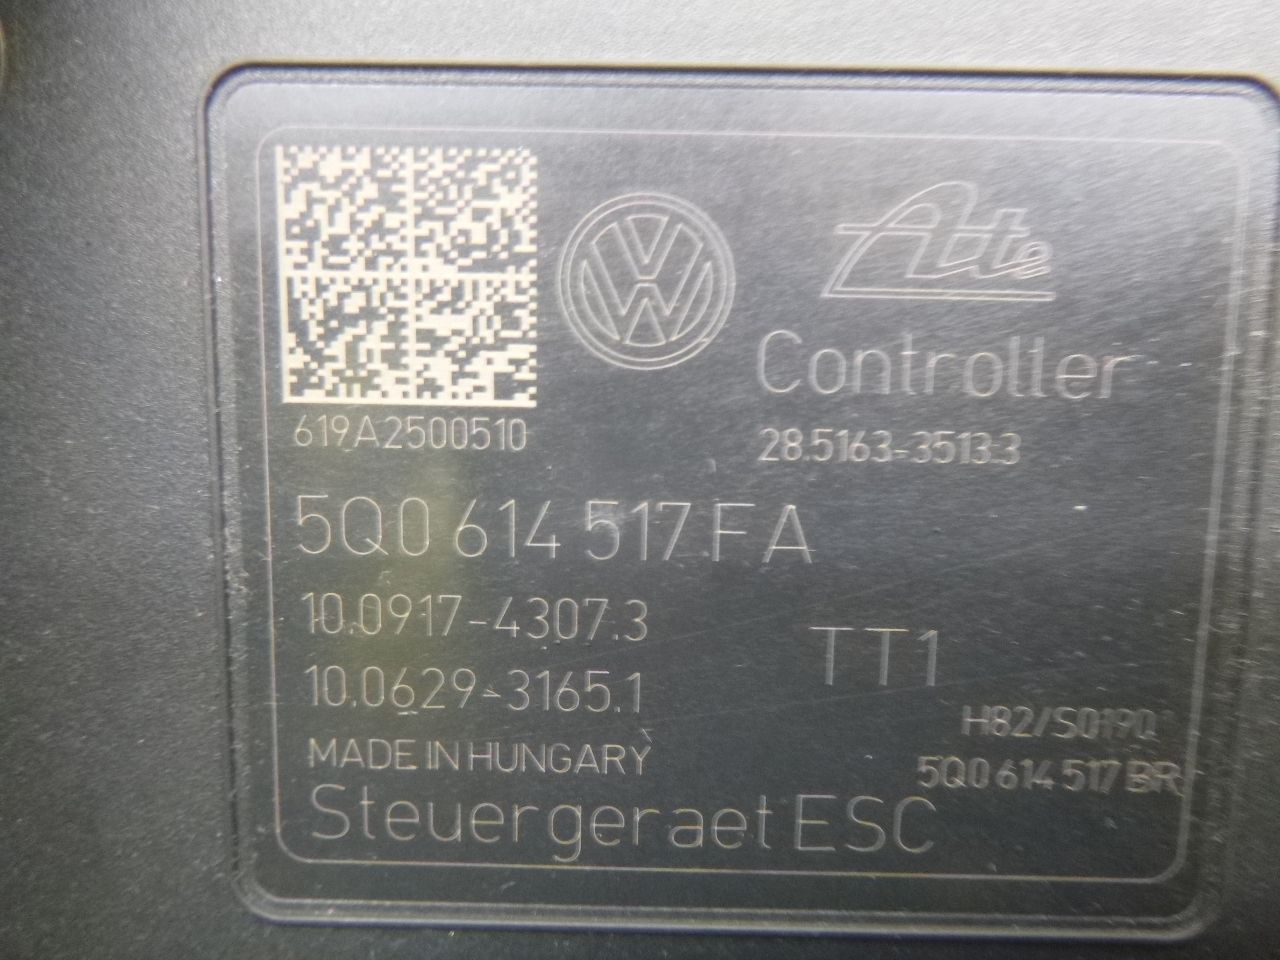 Ate
Controller
619A2500510
28.5163-3513.3
5Q0 614 517 FA
10.0917-4307.3
10.0629-3165.1
TT1
H82/S0190
MADE IN HUNGARY
5Q0 614 517 BR
Steuergeraet ESC